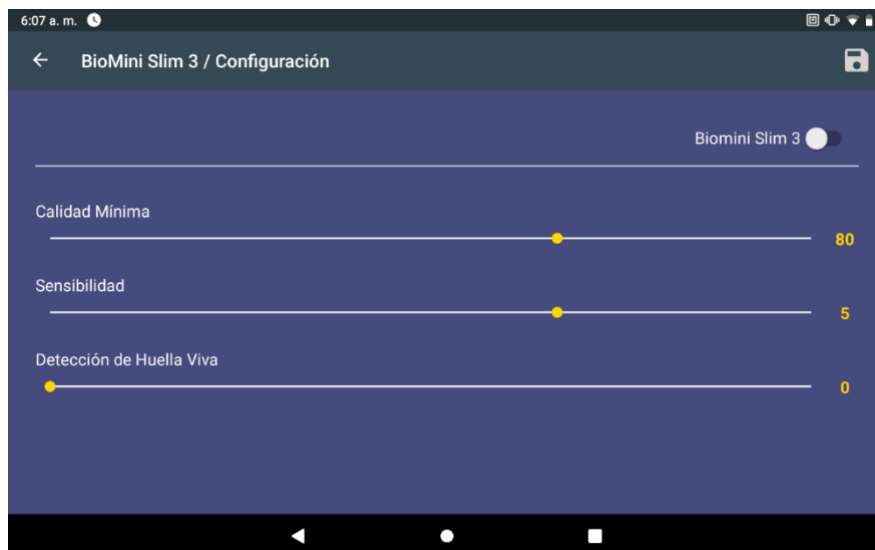 6:07 a. m.
BioMini Slim 3 / Configuración
Biomini Slim 3
Calidad Mínima
80
Sensibilidad
5
Detección de Huella Viva
0